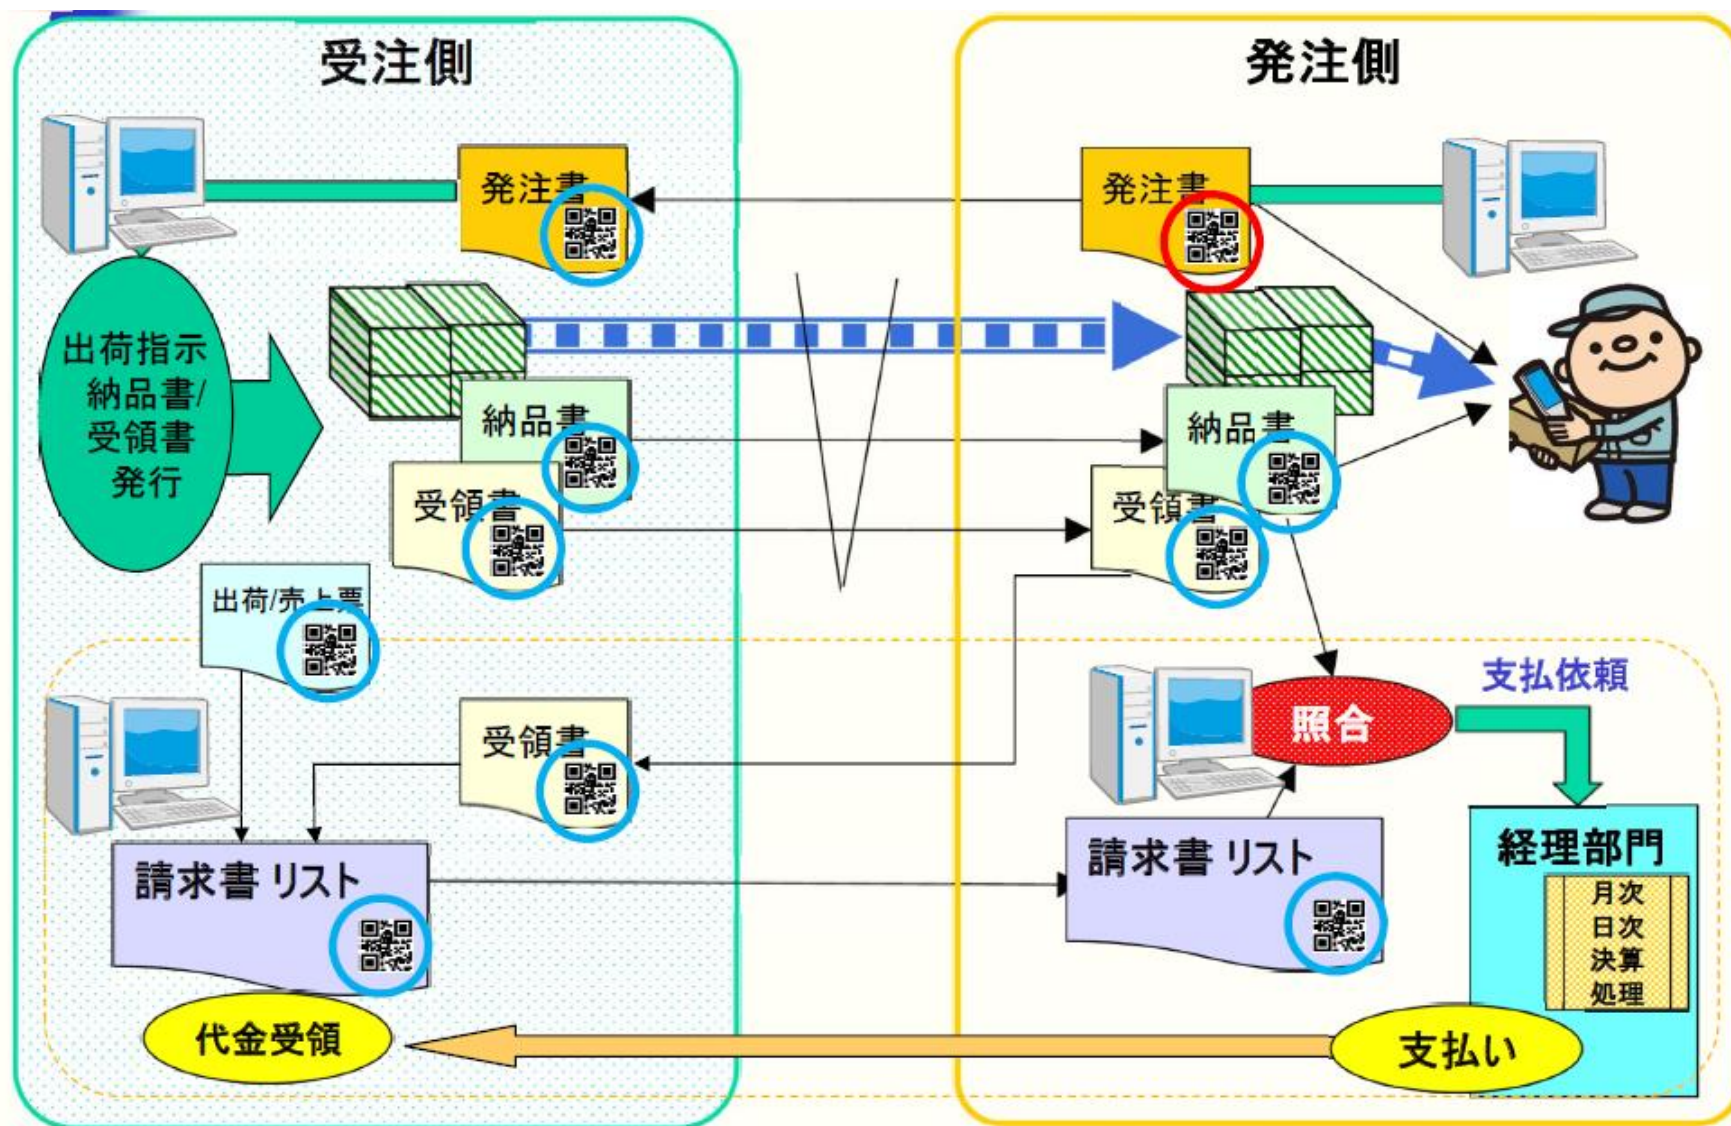 受注側
発注側
発注書
発注書
出荷指示
納品書/
受領書
発行
納品書
受領書
納品書
受領書
出荷/売上票
受領書
支払依頼
照合
請求書 リスト
請求書 リスト
経理部門
月次
日次
決算
処理
代金受領
支払い